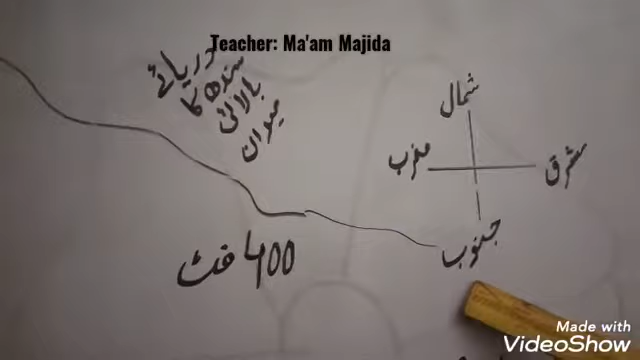 Teacher: Ma'am Majida
دریائے
سندھ کا
بالائی
میدان
شمال
مغرب
مشرق
جنوب
400 فٹ
Made with
VideoShow